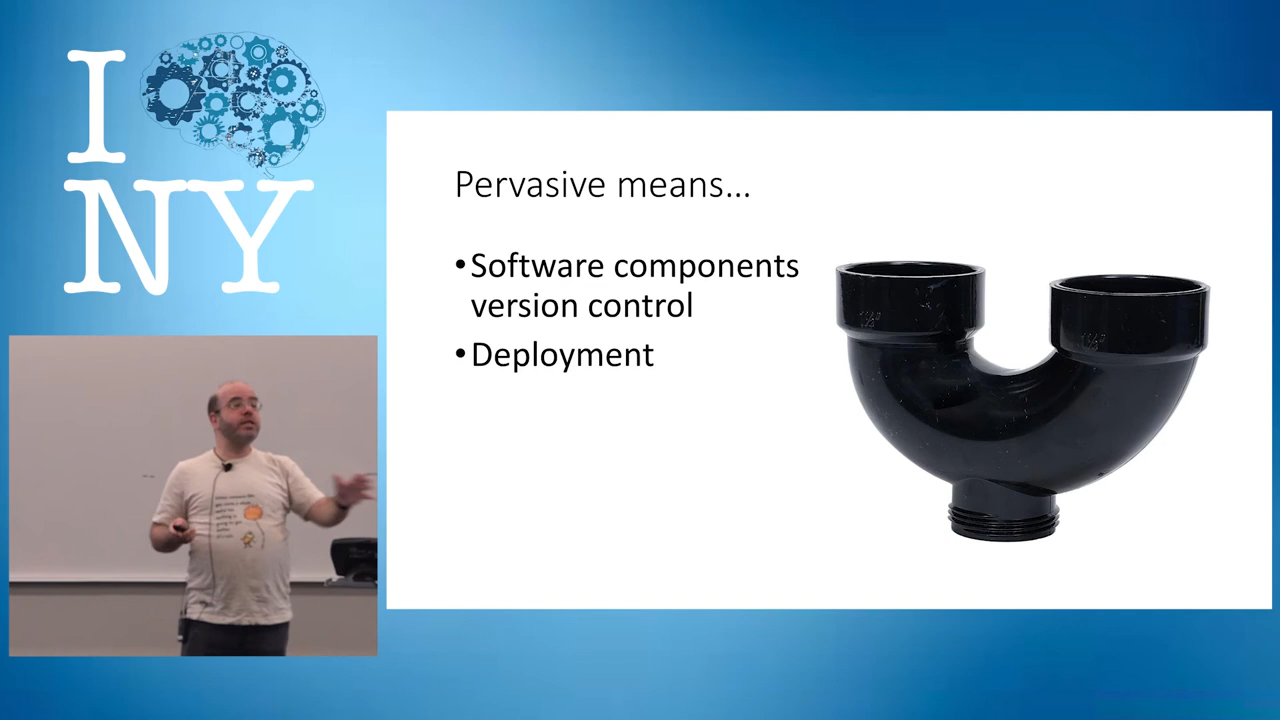 I
NY
Pervasive means...
•Software components
version control
•Deployment